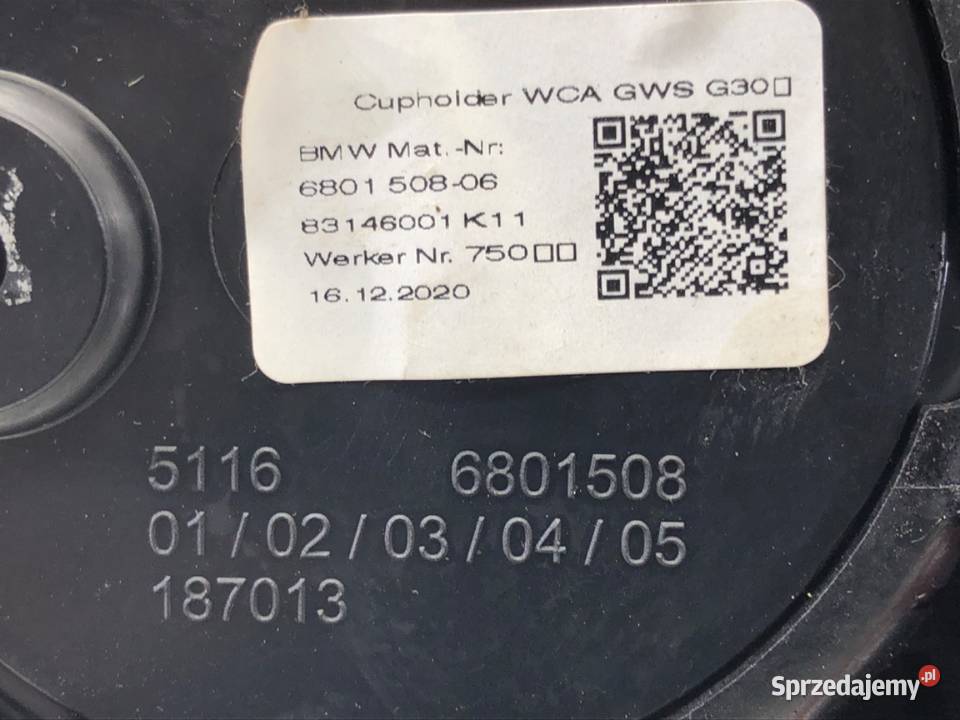 Cupholder WCA GWS G30□
BMW Mat.-Nr:
6801 508-06
83146001 K11
Werker Nr. 750□□
16.12.2020
5116 6801508
01 / 02 / 03 / 04 / 05
187013
Sprzedajemy.pl